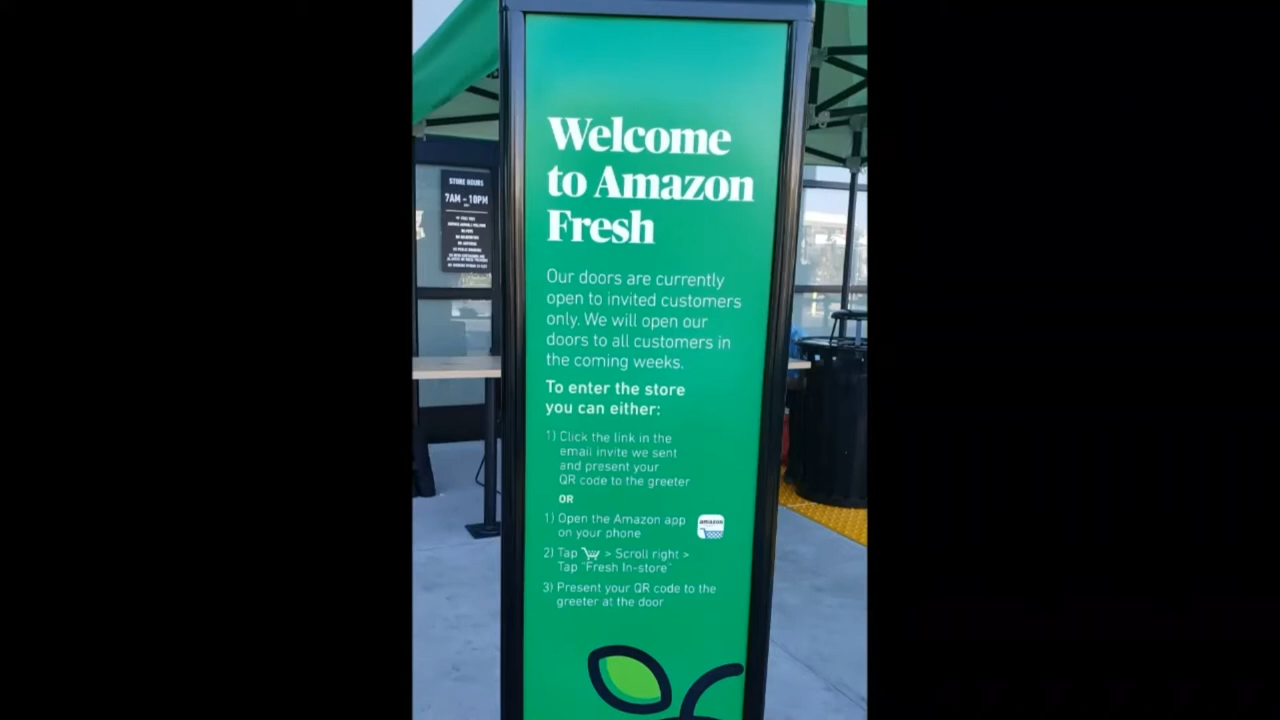 Welcome
to Amazon
Fresh
Our doors are currently
open to invited customers
only. We will open our
doors to all customers in
the coming weeks.
To enter the store
you can either:
1) Click the link in the
email invite we sent
and present your
QR code to the greeter
OR
1) Open the Amazon app
on your phone
amazon
2) Tap > Scroll right >
Tap "Fresh In-store"
3) Present your QR code to the
greeter at the door
STORE HOURS
7AM - 10PM